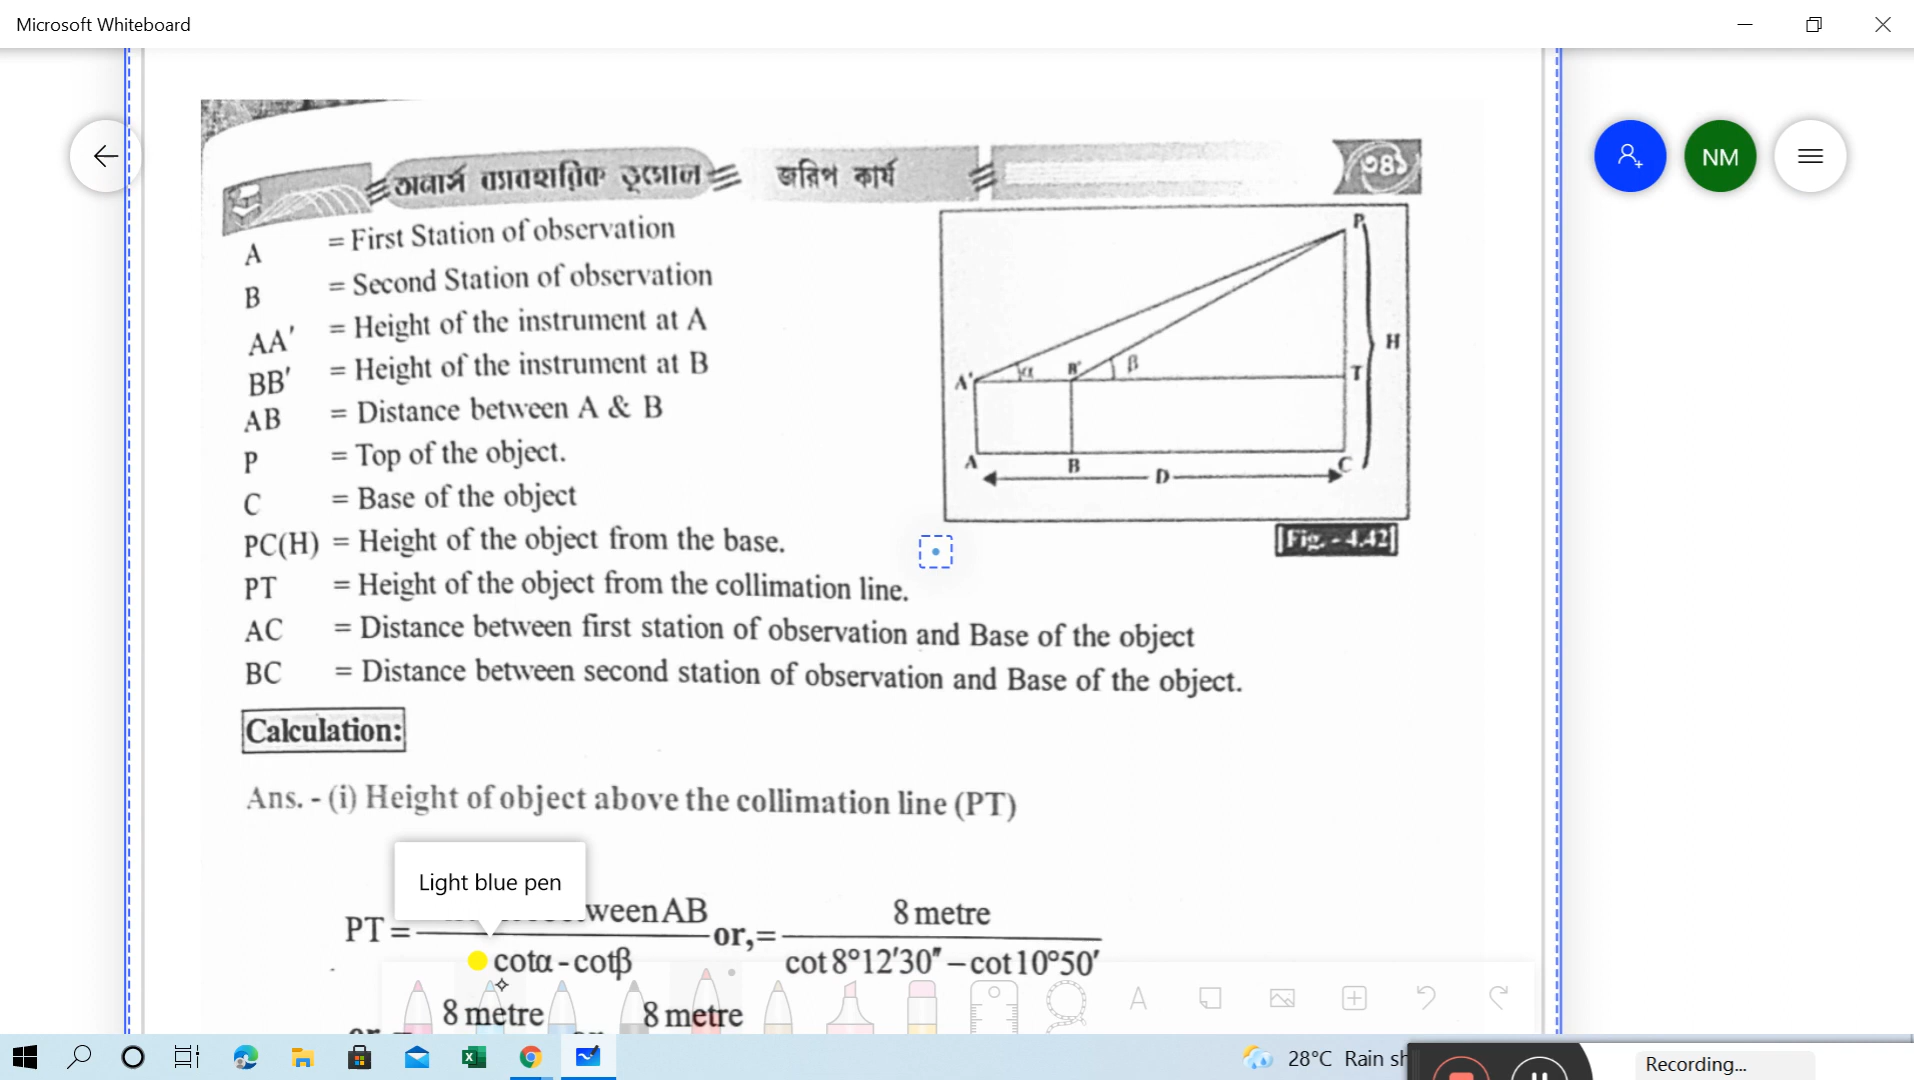 Microsoft Whiteboard
NM
অনার্স ব্যবহারিক ভূগোল
জরিপ কার্য
A = First Station of observation
B = Second Station of observation
AA′ = Height of the instrument at A
BB′ = Height of the instrument at B
AB = Distance between A & B
P = Top of the object.
C = Base of the object
PC(H) = Height of the object from the base.
PT = Height of the object from the collimation line.
AC = Distance between first station of observation and Base of the object
BC = Distance between second station of observation and Base of the object.
P
H
A' α B' β T
A B C
D
Fig. - 4.42
Calculation:
Ans. - (i) Height of object above the collimation line (PT)
Light blue pen
PT = ween AB or, = 8 metre
cotα - cotβ cot 8°12′30″ – cot 10°50′
8 metre 8 metre
28°C Rain sh
Recording...